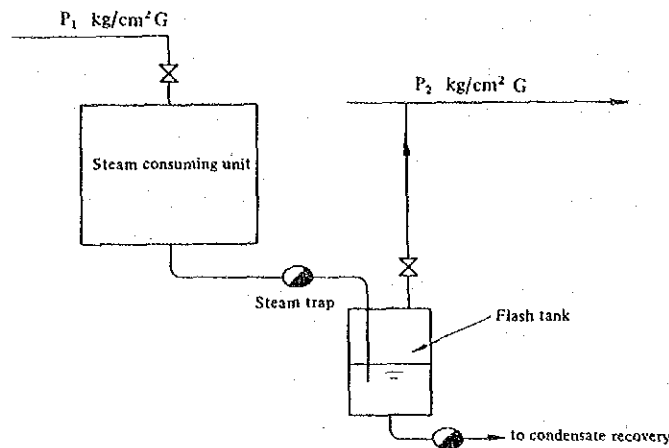 P₁ kg/cm² G
P₂ kg/cm² G
Steam consuming unit
Steam trap
Flash tank
to condensate recovery